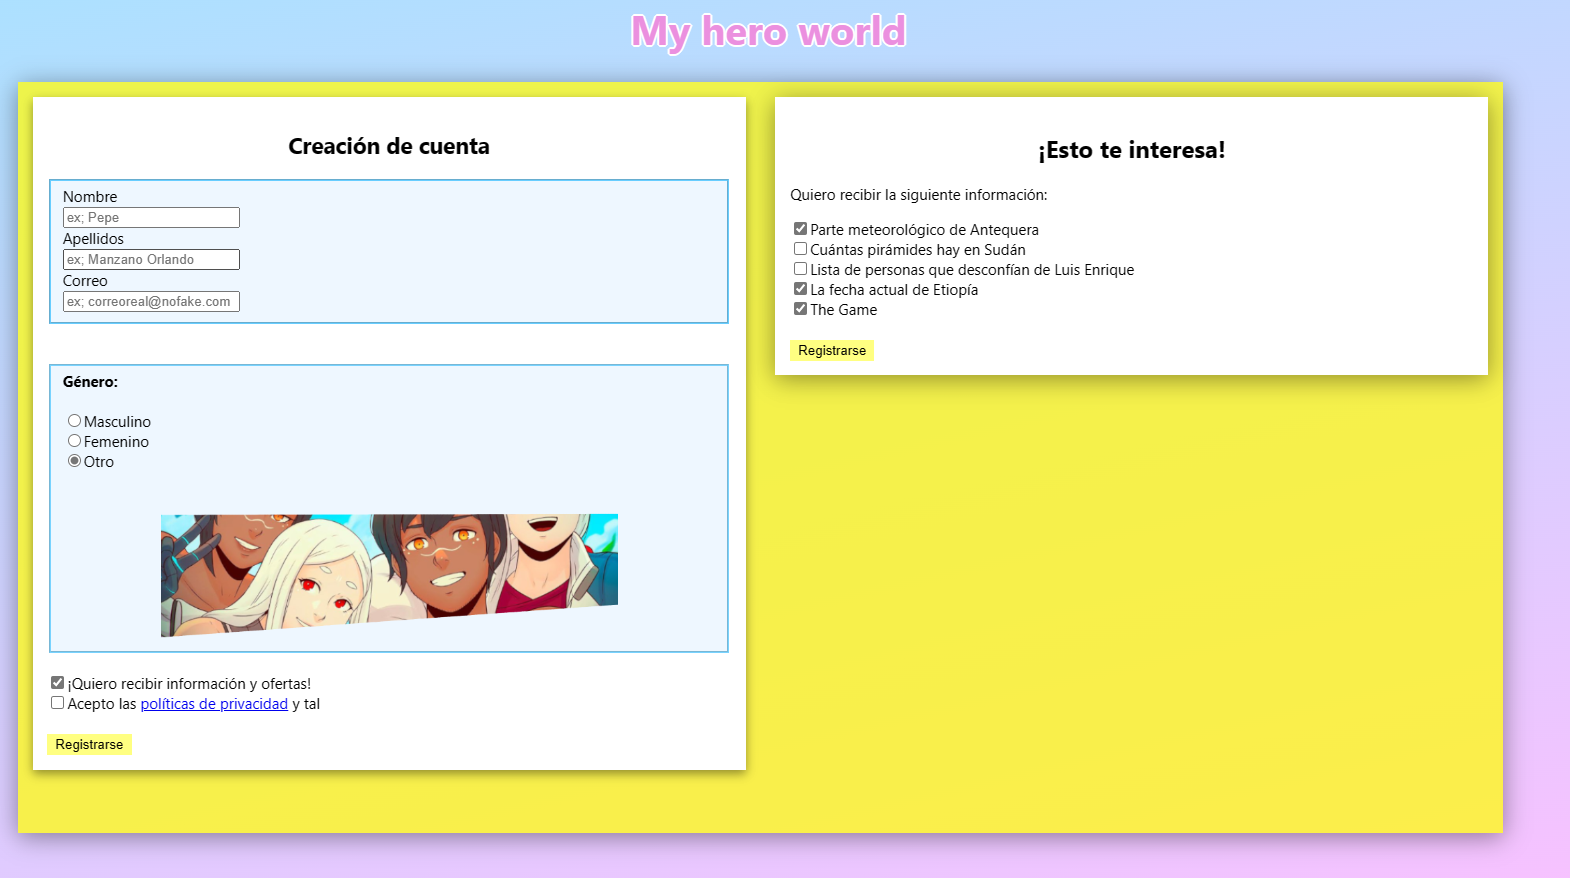 My hero world
Creación de cuenta
Nombre
ex; Pepe
Apellidos
ex; Manzano Orlando
Correo
ex; correoreal@nofake.com
Género:
Masculino
Femenino
Otro
¡Quiero recibir información y ofertas!
Acepto las políticas de privacidad y tal
Registrarse
¡Esto te interesa!
Quiero recibir la siguiente información:
Parte meteorológico de Antequera
Cuántas pirámides hay en Sudán
Lista de personas que desconfían de Luis Enrique
La fecha actual de Etiopía
The Game
Registrarse